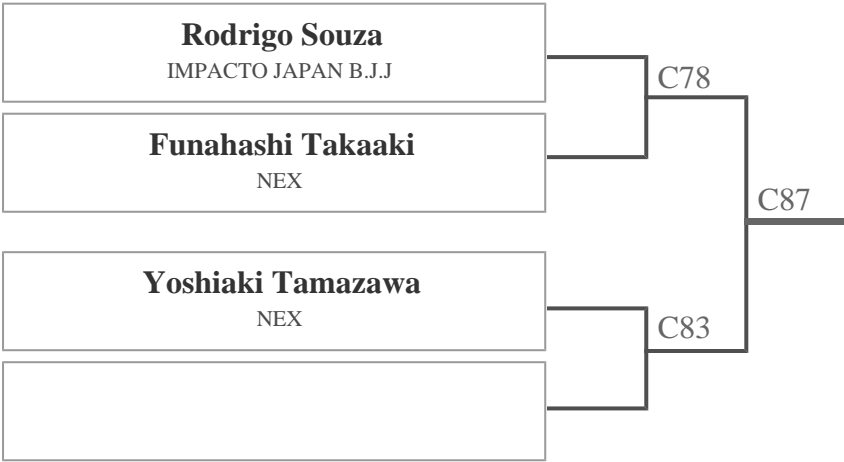 Rodrigo Souza
IMPACTO JAPAN B.J.J
C78
Funahashi Takaaki
NEX
C87
Yoshiaki Tamazawa
NEX
C83